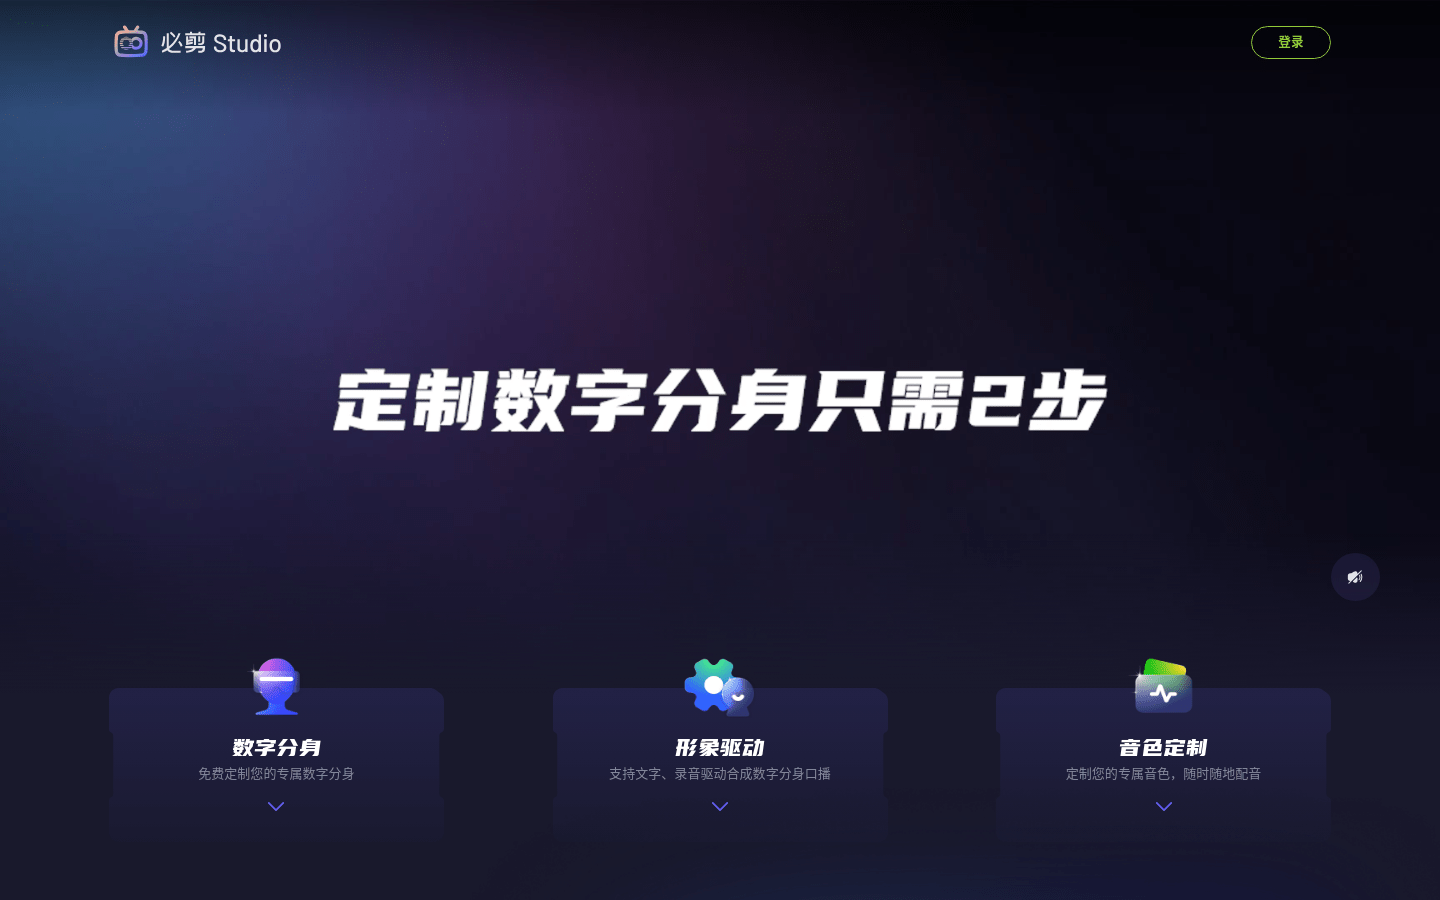 必剪 Studio
登录
定制数字分身只需2步
数字分身
免费定制您的专属数字分身
形象驱动
支持文字、录音驱动合成数字分身口播
音色定制
定制您的专属音色，随时随地配音